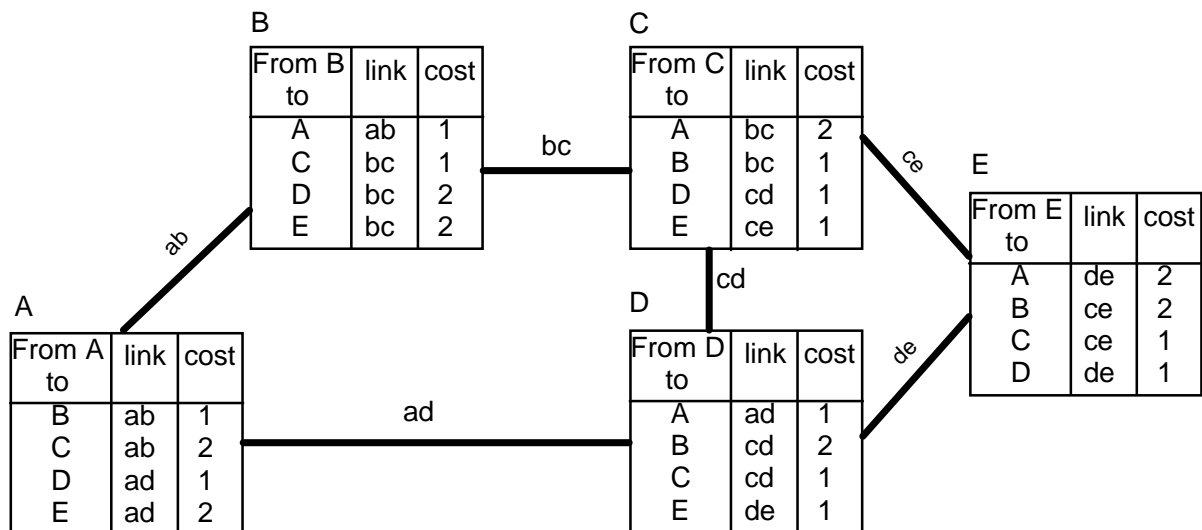 B
From B link cost
to
A ab 1
C bc 1
D bc 2
E bc 2
bc
C
From C link cost
to
A bc 2
B bc 1
D cd 1
E ce 1
ce
E
From E link cost
to
A de 2
B ce 2
C ce 1
D de 1
ab
cd
A
From A link cost
to
B ab 1
C ab 2
D ad 1
E ad 2
ad
D
From D link cost
to
A ad 1
B cd 2
C cd 1
E de 1
de